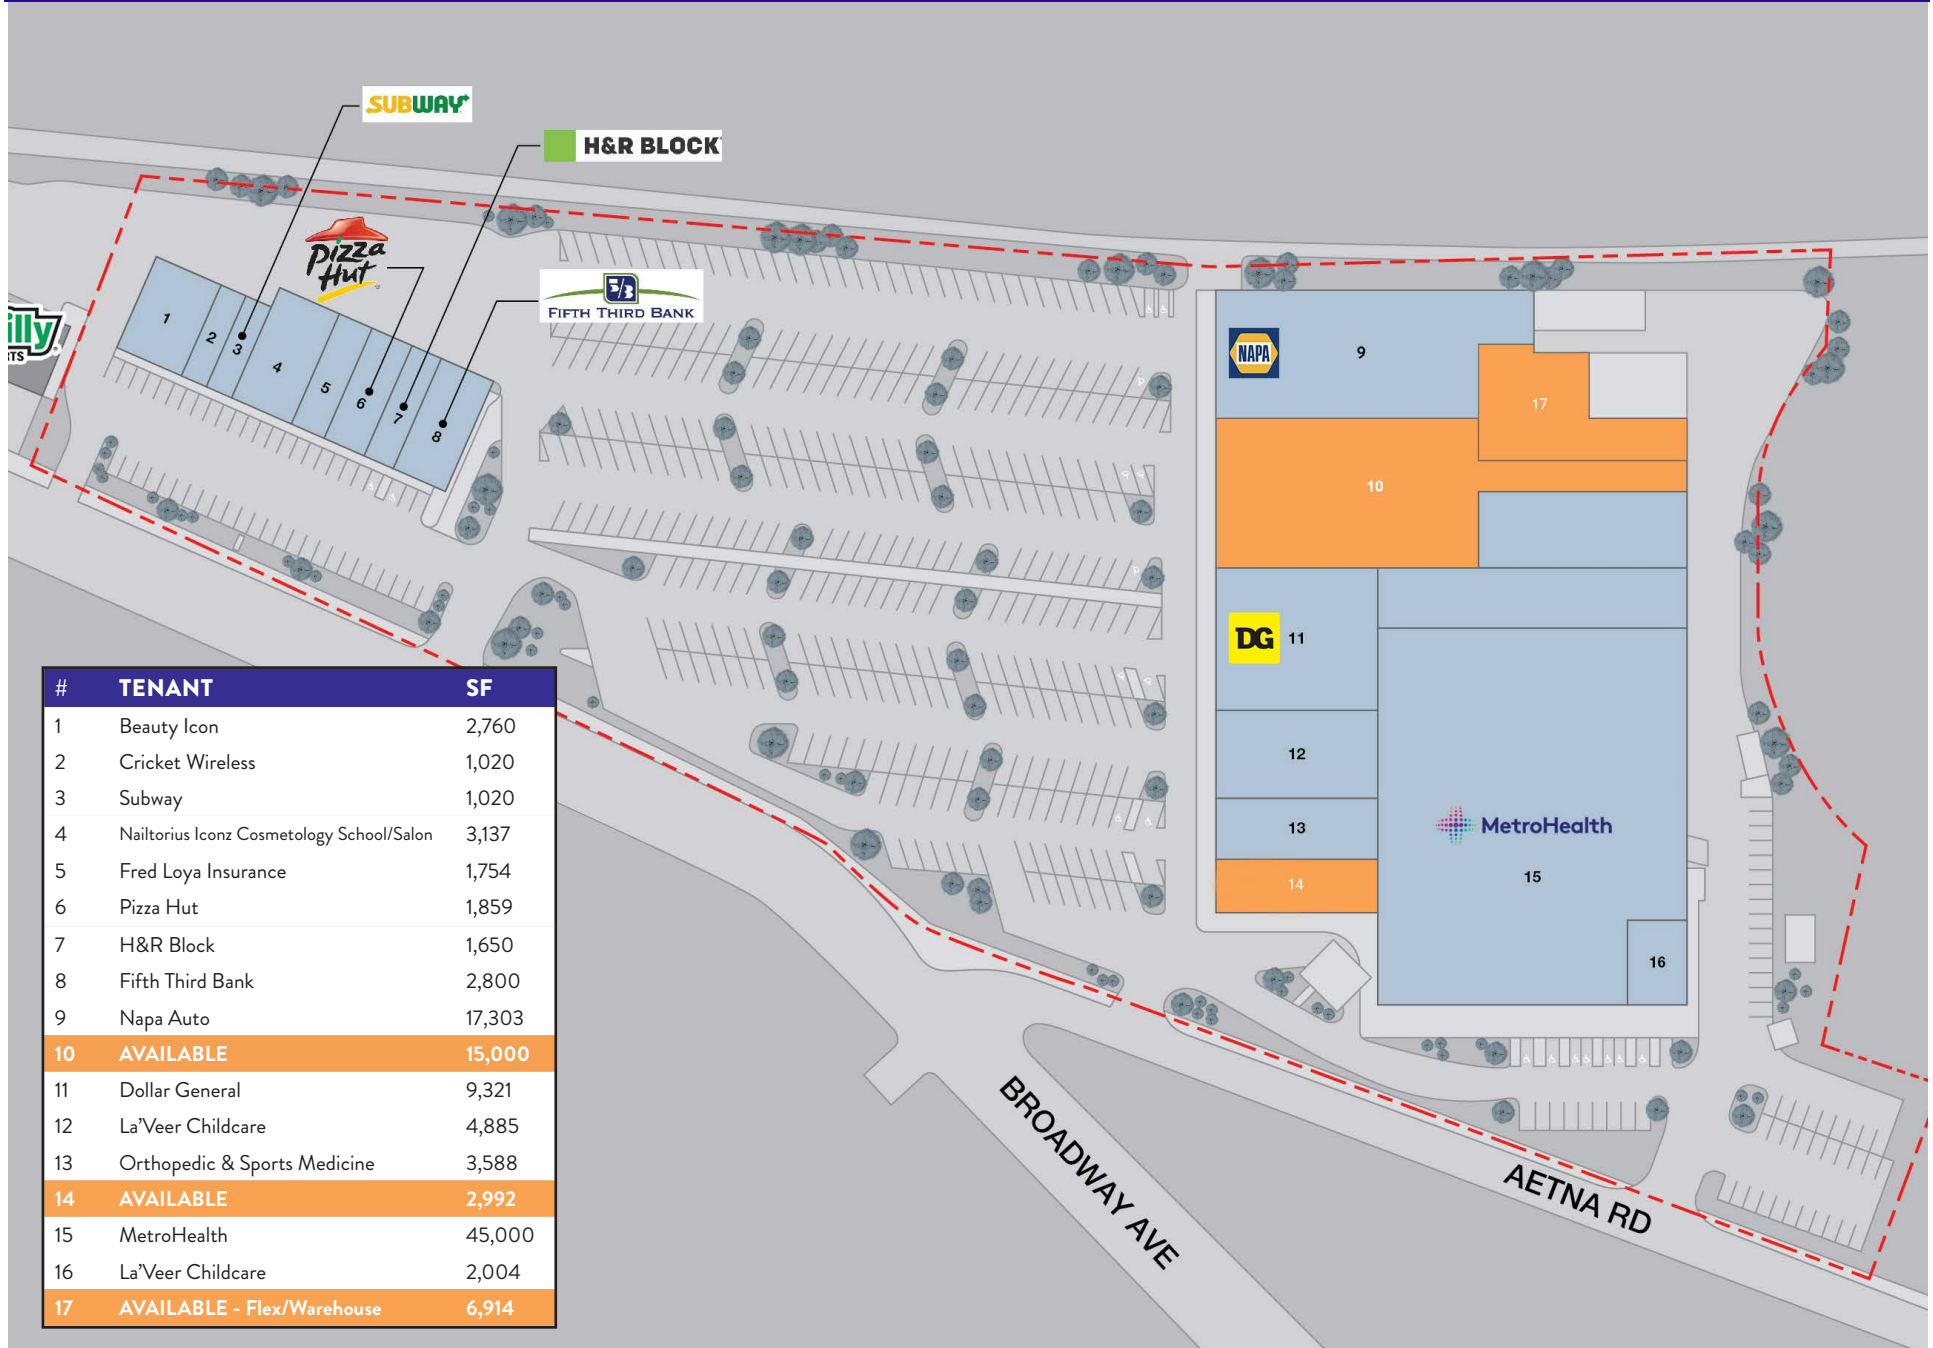 SUBWAY
H&R BLOCK
Pizza
Hut
5/3
FIFTH THIRD BANK
illy
TS
1
2
3
4
5
6
7
8
NAPA
9
17
10
DG
11
12
13
14
MetroHealth
15
16
BROADWAY AVE
AETNA RD
# TENANT SF
1 Beauty Icon 2,760
2 Cricket Wireless 1,020
3 Subway 1,020
4 Nailtorius Iconz Cosmetology School/Salon 3,137
5 Fred Loya Insurance 1,754
6 Pizza Hut 1,859
7 H&R Block 1,650
8 Fifth Third Bank 2,800
9 Napa Auto 17,303
10 AVAILABLE 15,000
11 Dollar General 9,321
12 La'Veer Childcare 4,885
13 Orthopedic & Sports Medicine 3,588
14 AVAILABLE 2,992
15 MetroHealth 45,000
16 La'Veer Childcare 2,004
17 AVAILABLE - Flex/Warehouse 6,914